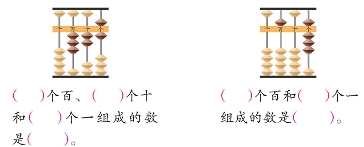 (　)个百、(　)个十
和(　)个一组成的数
是(　)。
(　)个百和(　)个一
组成的数是(　)。